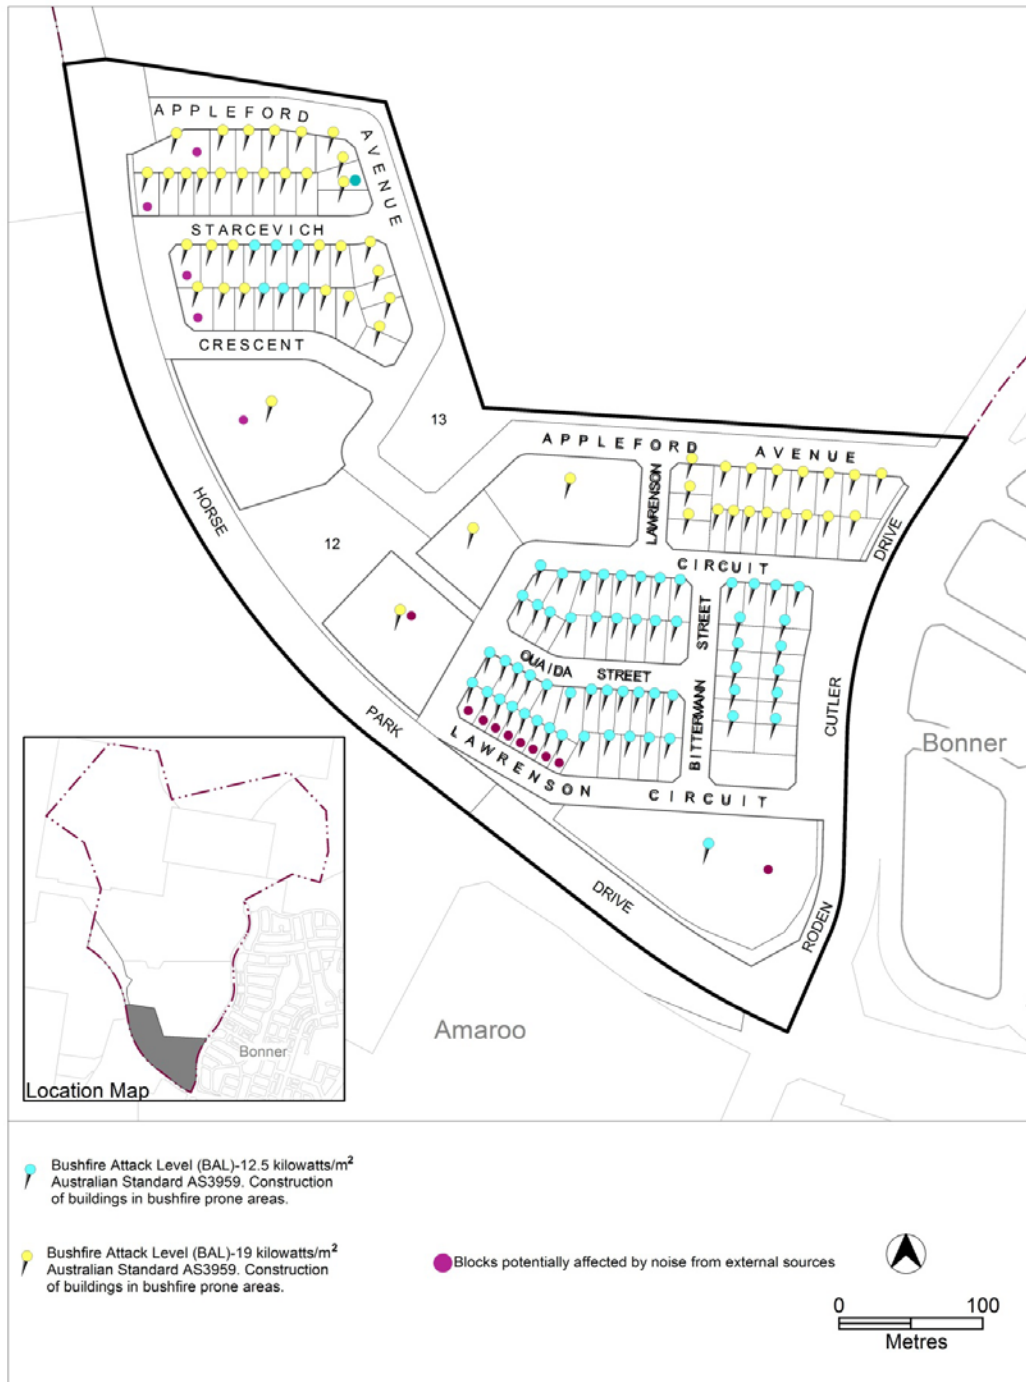 APPLEFORD
AVENUE
STARCEVICH
CRESCENT
13
APPLEFORD AVENUE
LAWRENSON
HORSE
12
DRIVE
CIRCUIT
STREET
OUAIDA STREET
PARK
BITTERMANN
CUTLER
Bonner
LAWRENSON CIRCUIT
DRIVE
RODEN
Amaroo
Bonner
Location Map
Bushfire Attack Level (BAL)-12.5 kilowatts/m²
Australian Standard AS3959. Construction
of buildings in bushfire prone areas.
Bushfire Attack Level (BAL)-19 kilowatts/m²
Australian Standard AS3959. Construction
of buildings in bushfire prone areas.
Blocks potentially affected by noise from external sources
0 100
Metres